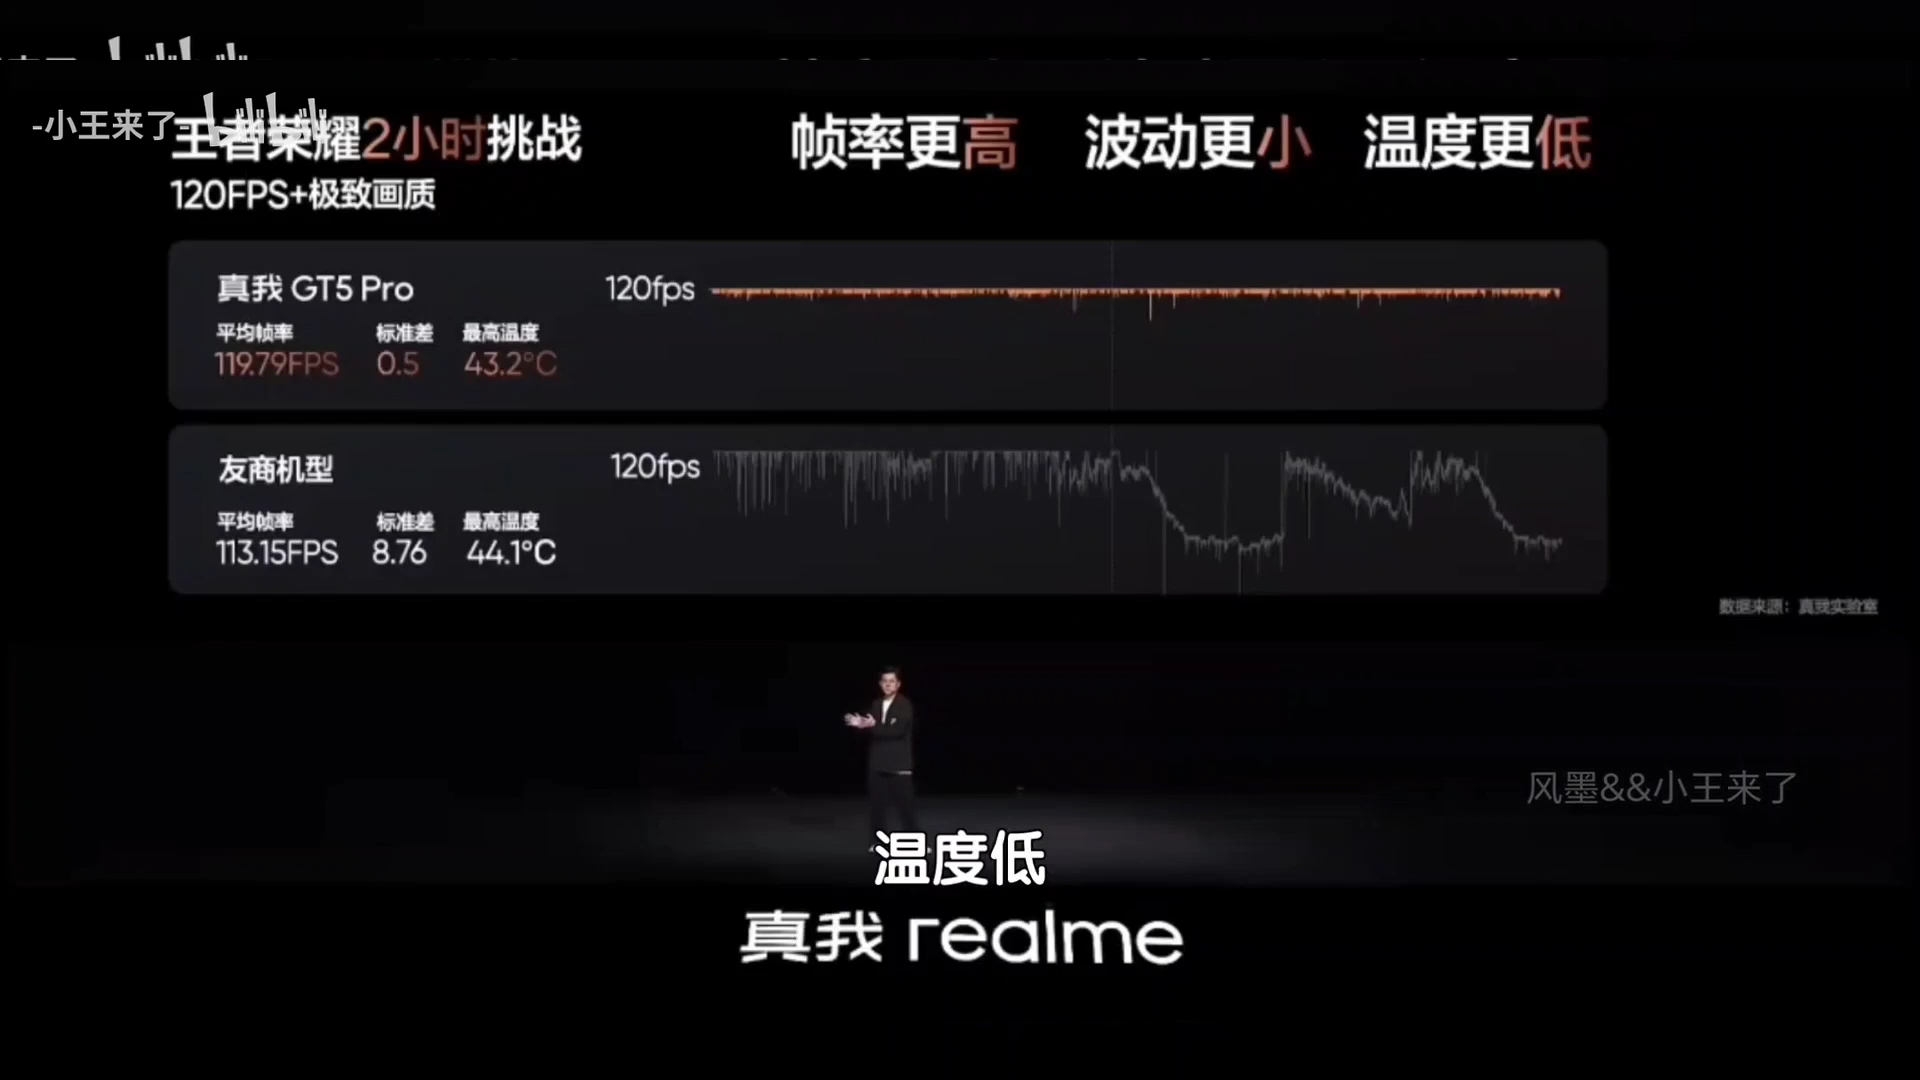 -小王来了
王者荣耀2小时挑战
120FPS+极致画质
帧率更高 波动更小 温度更低
真我 GT5 Pro
120fps
平均帧率 标准差 最高温度
119.79FPS 0.5 43.2°C
友商机型
120fps
平均帧率 标准差 最高温度
113.15FPS 8.76 44.1°C
数据来源：真我实验室
风墨&&小王来了
温度低
真我 realme